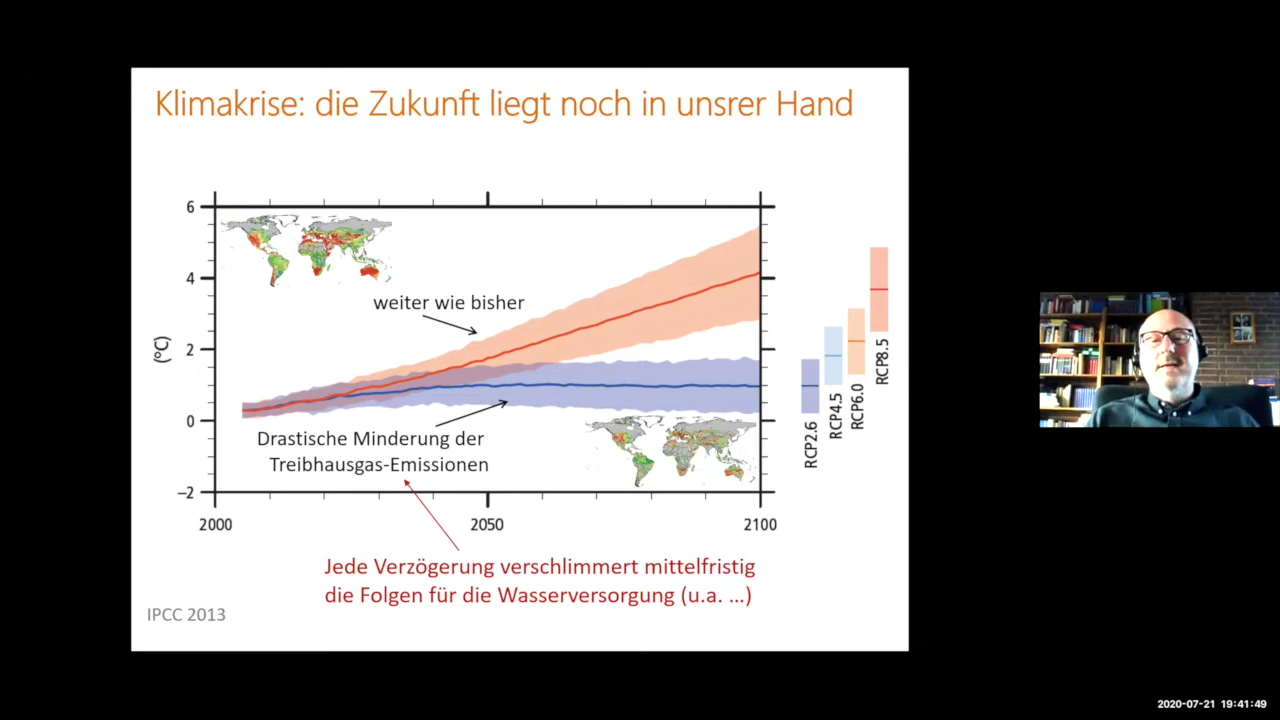 Klimakrise: die Zukunft liegt noch in unsrer Hand
6
4
2
0
−2
(°C)
weiter wie bisher
Drastische Minderung der
Treibhausgas-Emissionen
2000
2050
2100
RCP2.6
RCP4.5
RCP6.0
RCP8.5
Jede Verzögerung verschlimmert mittelfristig
die Folgen für die Wasserversorgung (u.a. ...)
IPCC 2013
2020-07-21 19:41:49